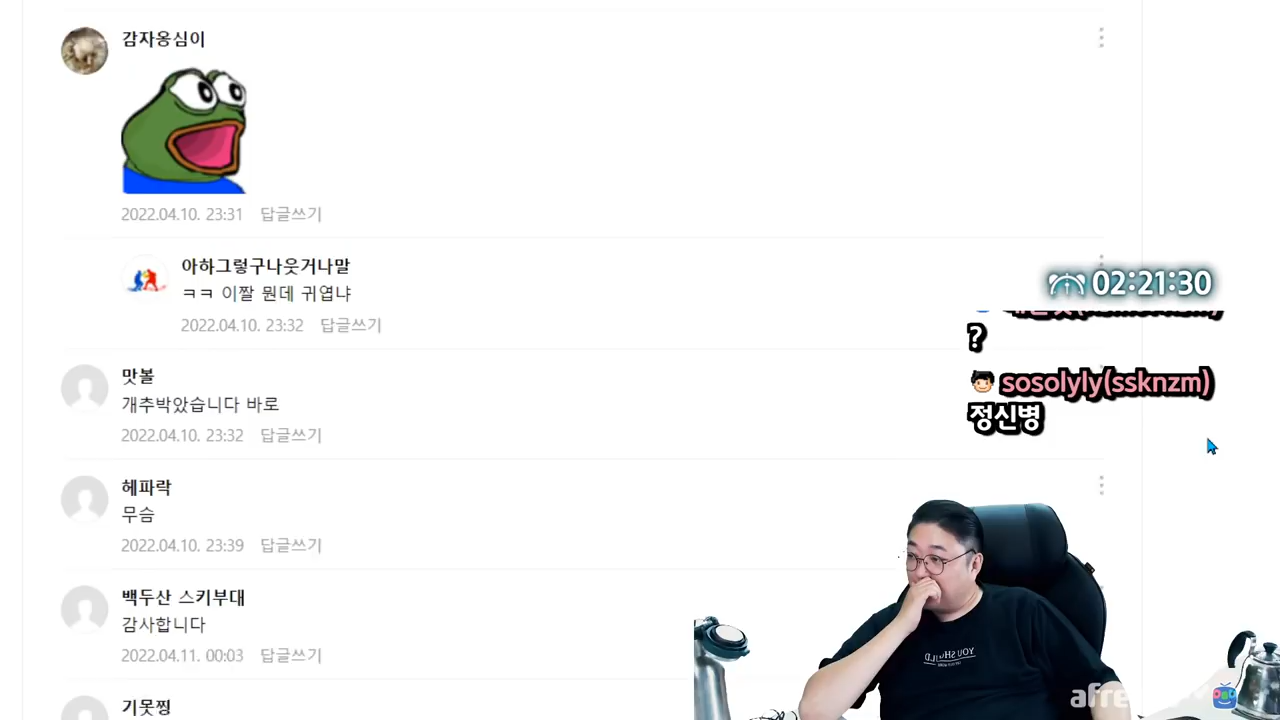 감자옹심이
2022.04.10. 23:31 답글쓰기
아하그렇구나웃거나말
ㅋㅋ 이짤 뭔데 귀엽냐
2022.04.10. 23:32 답글쓰기
02:21:30
?
맛볼
개추박았습니다 바로
2022.04.10. 23:32 답글쓰기
sosolyly(ssknzm)
정신병
헤파락
무슴
2022.04.10. 23:39 답글쓰기
백두산 스키부대
감사합니다
2022.04.11. 00:03 답글쓰기
기못찡